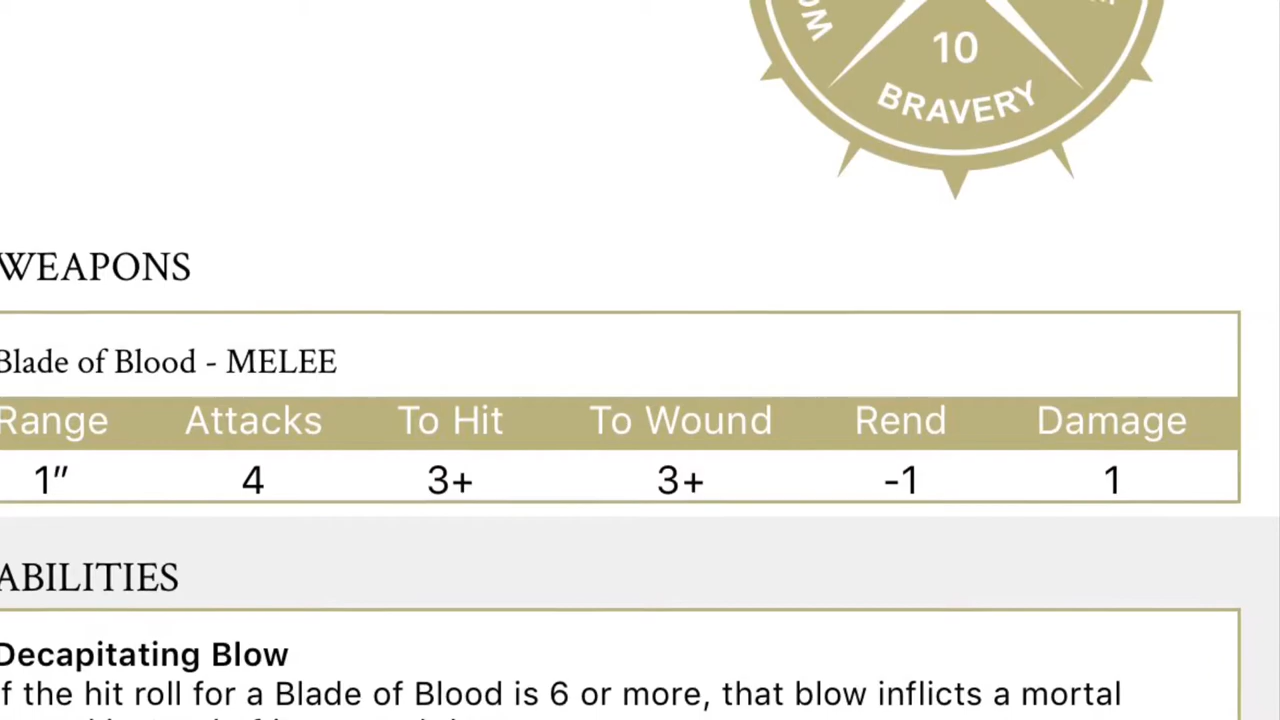 WO
10
BRAVERY
WEAPONS
Blade of Blood - MELEE
Range Attacks To Hit To Wound Rend Damage
1” 4 3+ 3+ -1 1
ABILITIES
Decapitating Blow
If the hit roll for a Blade of Blood is 6 or more, that blow inflicts a mortal